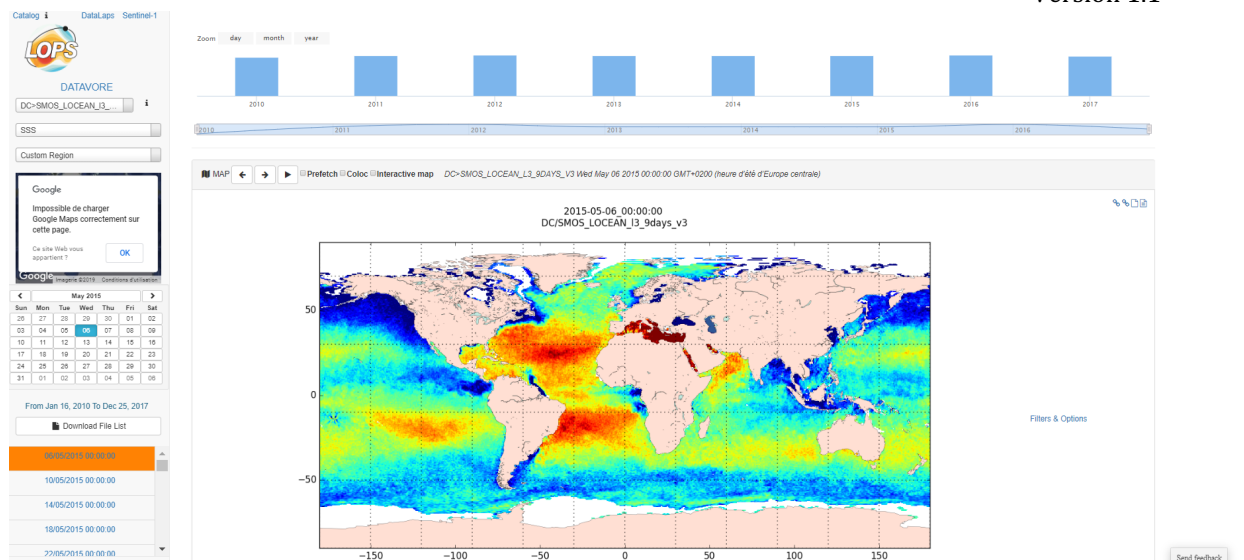 Version 1.1
Catalog i DataLaps Sentinel-1
LOPS
DATAVORE
DC>SMOS_LOCEAN_l3_... i
SSS
Custom Region
Google
Impossible de charger
Google Maps correctement sur
cette page.
Ce site Web vous
appartient ?
OK
Google Imagerie ©2019 Conditions d'utilisation
May 2015
Sun Mon Tue Wed Thu Fri Sat
26 27 28 29 30 01 02
03 04 05 06 07 08 09
10 11 12 13 14 15 16
17 18 19 20 21 22 23
24 25 26 27 28 29 30
31 01 02 03 04 05 06
From Jan 16, 2010 To Dec 25, 2017
Download File List
06/05/2015 00:00:00
10/05/2015 00:00:00
14/05/2015 00:00:00
18/05/2015 00:00:00
22/05/2015 00:00:00
Zoom day month year
2010 2011 2012 2013 2014 2015 2016 2017
2010 2011 2012 2013 2014 2015 2016
MAP Prefetch Coloc Interactive map DC>SMOS_LOCEAN_L3_9DAYS_V3 Wed May 06 2015 00:00:00 GMT+0200 (heure d'été d'Europe centrale)
2015-05-06_00:00:00
DC/SMOS_LOCEAN_l3_9days_v3
50
0
−50
−150 −100 −50 0 50 100 150
Filters & Options
Send feedback